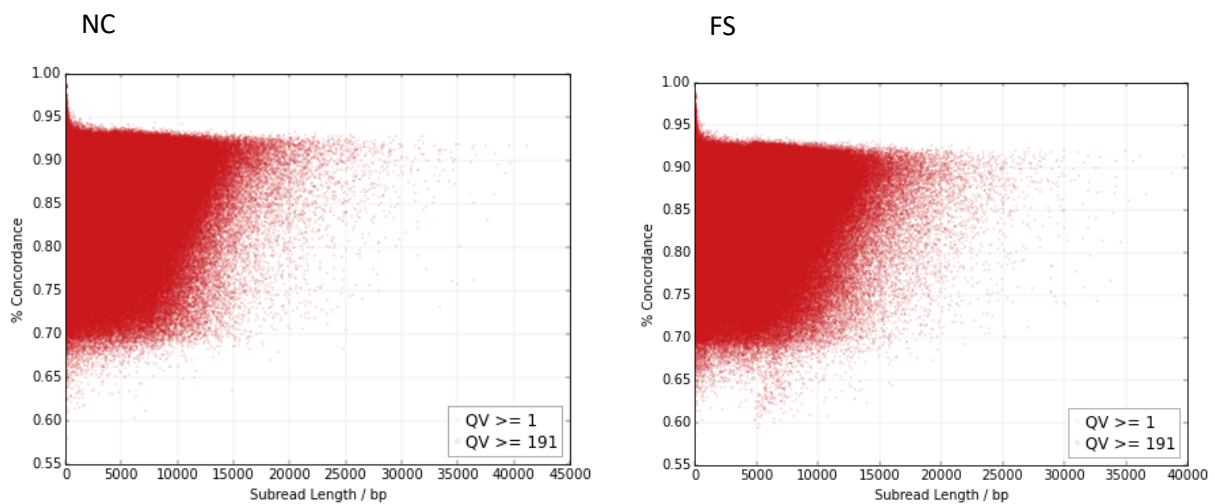 NC
1.00
0.95
0.90
0.85
0.80
0.75
0.70
0.65
0.60
0.55
% Concordance
0 5000 10000 15000 20000 25000 30000 35000 40000 45000
Subread Length / bp
QV >= 1
QV >= 191
FS
1.00
0.95
0.90
0.85
0.80
0.75
0.70
0.65
0.60
0.55
% Concordance
0 5000 10000 15000 20000 25000 30000 35000 40000
Subread Length / bp
QV >= 1
QV >= 191